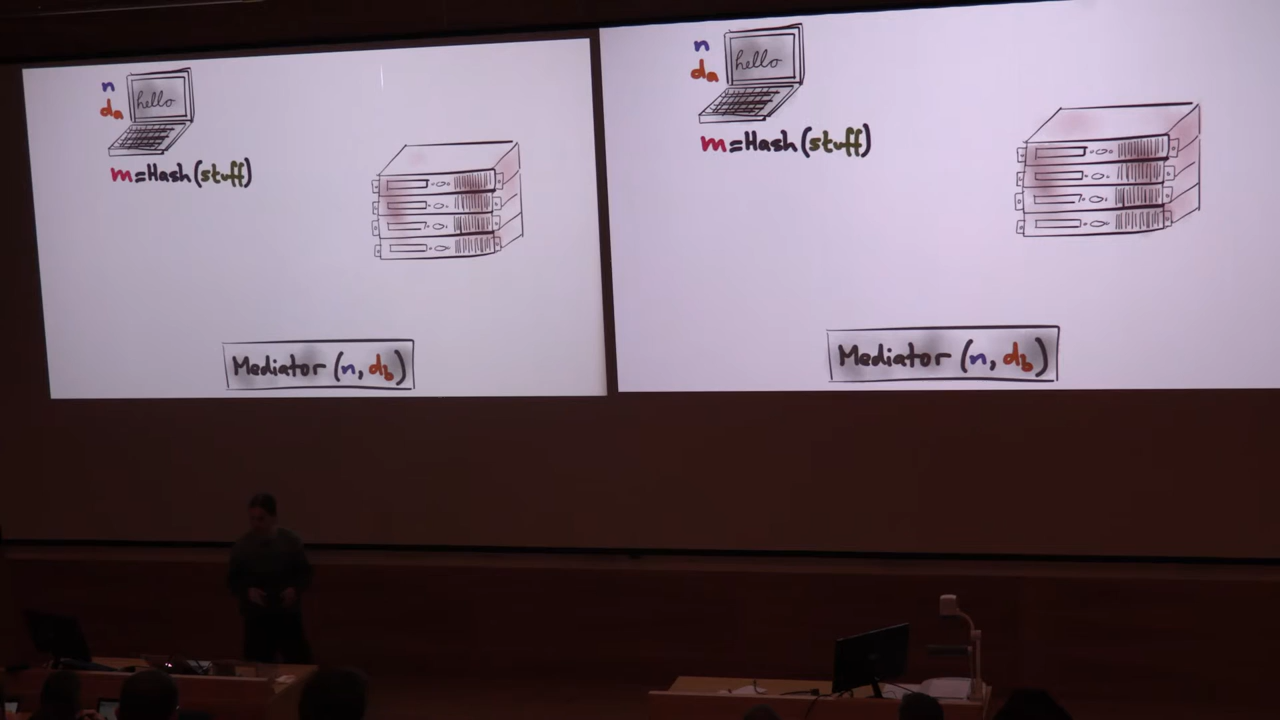 n
da
hello
m=Hash(stuff)
Mediator (n, db)
n
da
hello
m=Hash(stuff)
Mediator (n, db)